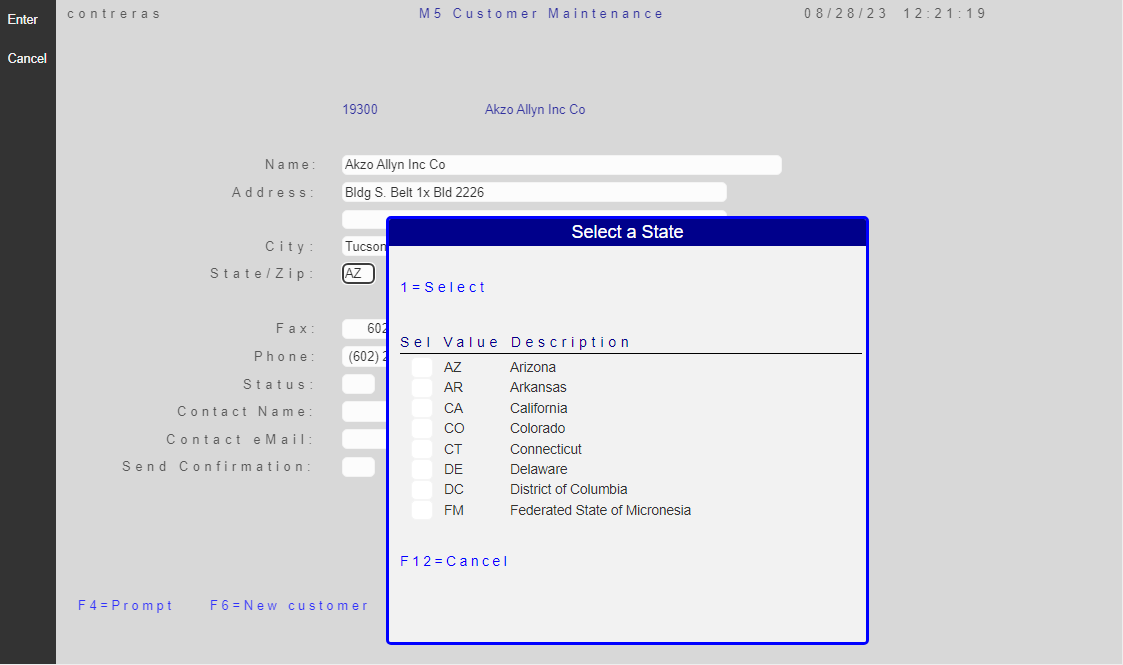 Enter
Cancel
contreras M5 Customer Maintenance 08/28/23 12:21:19
19300 Akzo Allyn Inc Co
Name: Akzo Allyn Inc Co
Address: Bldg S. Belt 1x Bld 2226
City: Tucson
State/Zip: AZ
Fax: 602
Phone: (602) 2
Status:
Contact Name:
Contact eMail:
Send Confirmation:
F4=Prompt F6=New customer
Select a State
1=Select
Sel Value Description
AZ Arizona
AR Arkansas
CA California
CO Colorado
CT Connecticut
DE Delaware
DC District of Columbia
FM Federated State of Micronesia
F12=Cancel